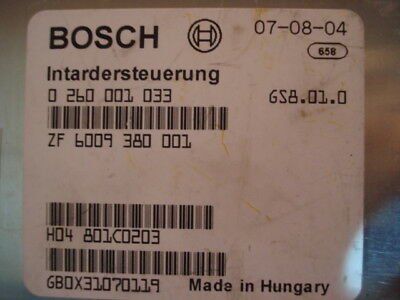 BOSCH 07-08-04
658
Intardersteuerung
0 260 001 033 GS8.01.0
ZF 6009 380 001
H04 801C0203
GBOX31070119 Made in Hungary